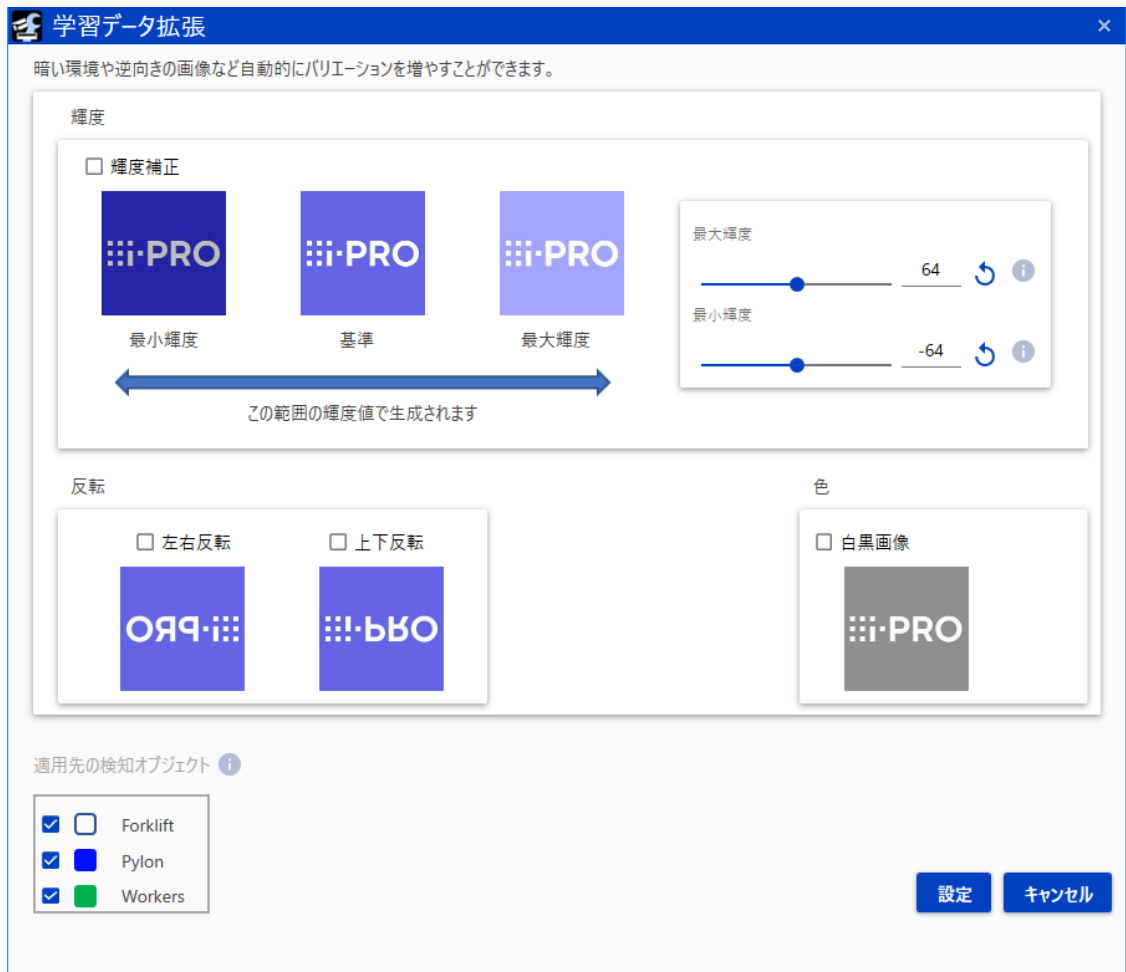 学習データ拡張
暗い環境や逆向きの画像など自動的にバリエーションを増やすことができます。
輝度
輝度補正
i-PRO i-PRO i-PRO
最小輝度 基準 最大輝度
この範囲の輝度値で生成されます
最大輝度
64
最小輝度
-64
反転
左右反転 上下反転
i-PRO i-PRO
色
白黒画像
i-PRO
適用先の検知オブジェクト
Forklift
Pylon
Workers
設定 キャンセル